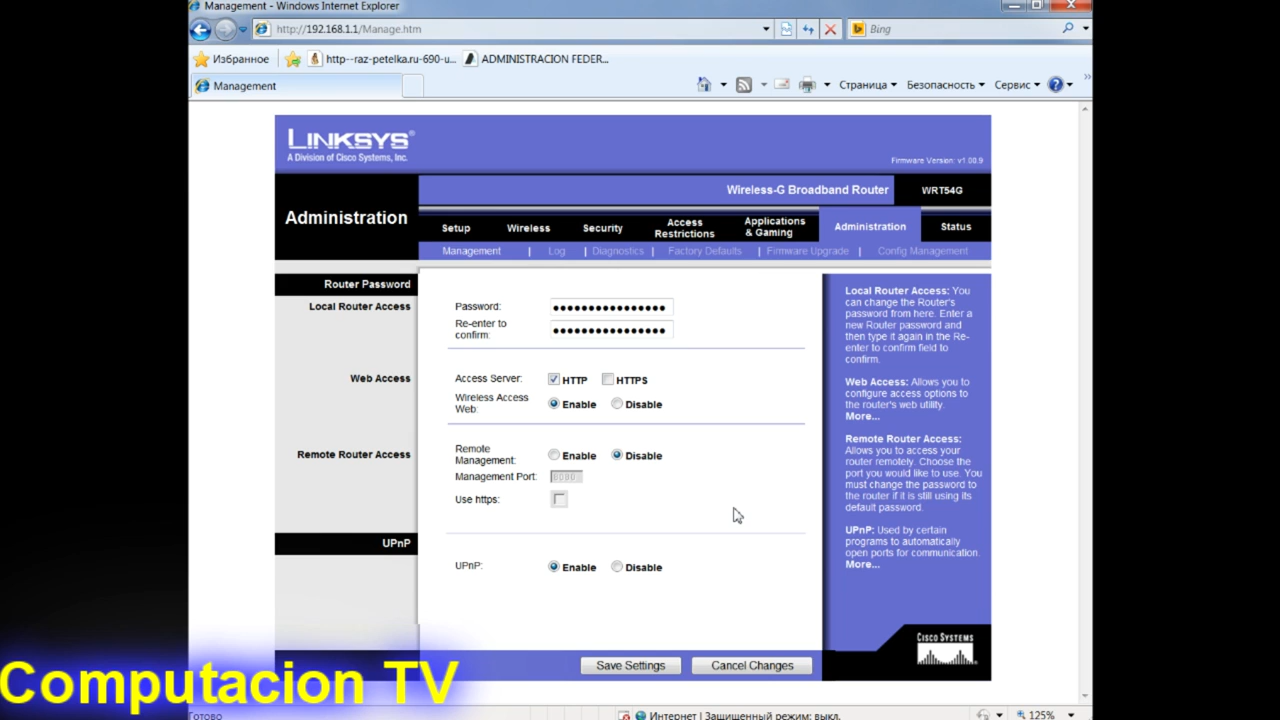 Management - Windows Internet Explorer
http://192.168.1.1/Manage.htm
Bing
Избранное
http--raz-petelka.ru-690-u...
ADMINISTRACION FEDER...
Management
Страница
Безопасность
Сервис
LINKSYS®
A Division of Cisco Systems, Inc.
Firmware Version: v1.00.9
Wireless-G Broadband Router
WRT54G
Administration
Setup
Wireless
Security
Access Restrictions
Applications & Gaming
Administration
Status
Management | Log | Diagnostics | Factory Defaults | Firmware Upgrade | Config Management
Router Password
Local Router Access
Password:
Re-enter to
confirm:
Web Access
Access Server:
HTTP
HTTPS
Wireless Access
Web:
Enable
Disable
Remote Router Access
Remote
Management:
Enable
Disable
Management Port:
8080
Use https:
UPnP
UPnP:
Enable
Disable
Local Router Access: You
can change the Router's
password from here. Enter a
new Router password and
then type it again in the Re-
enter to confirm field to
confirm.
Web Access: Allows you to
configure access options to
the router's web utility.
More...
Remote Router Access:
Allows you to access your
router remotely. Choose the
port you would like to use. You
must change the password to
the router if it is still using its
default password.
UPnP: Used by certain
programs to automatically
open ports for communication.
More...
Save Settings
Cancel Changes
CISCO SYSTEMS
Computacion TV
Готово
Интернет | Защищенный режим: выкл.
125%